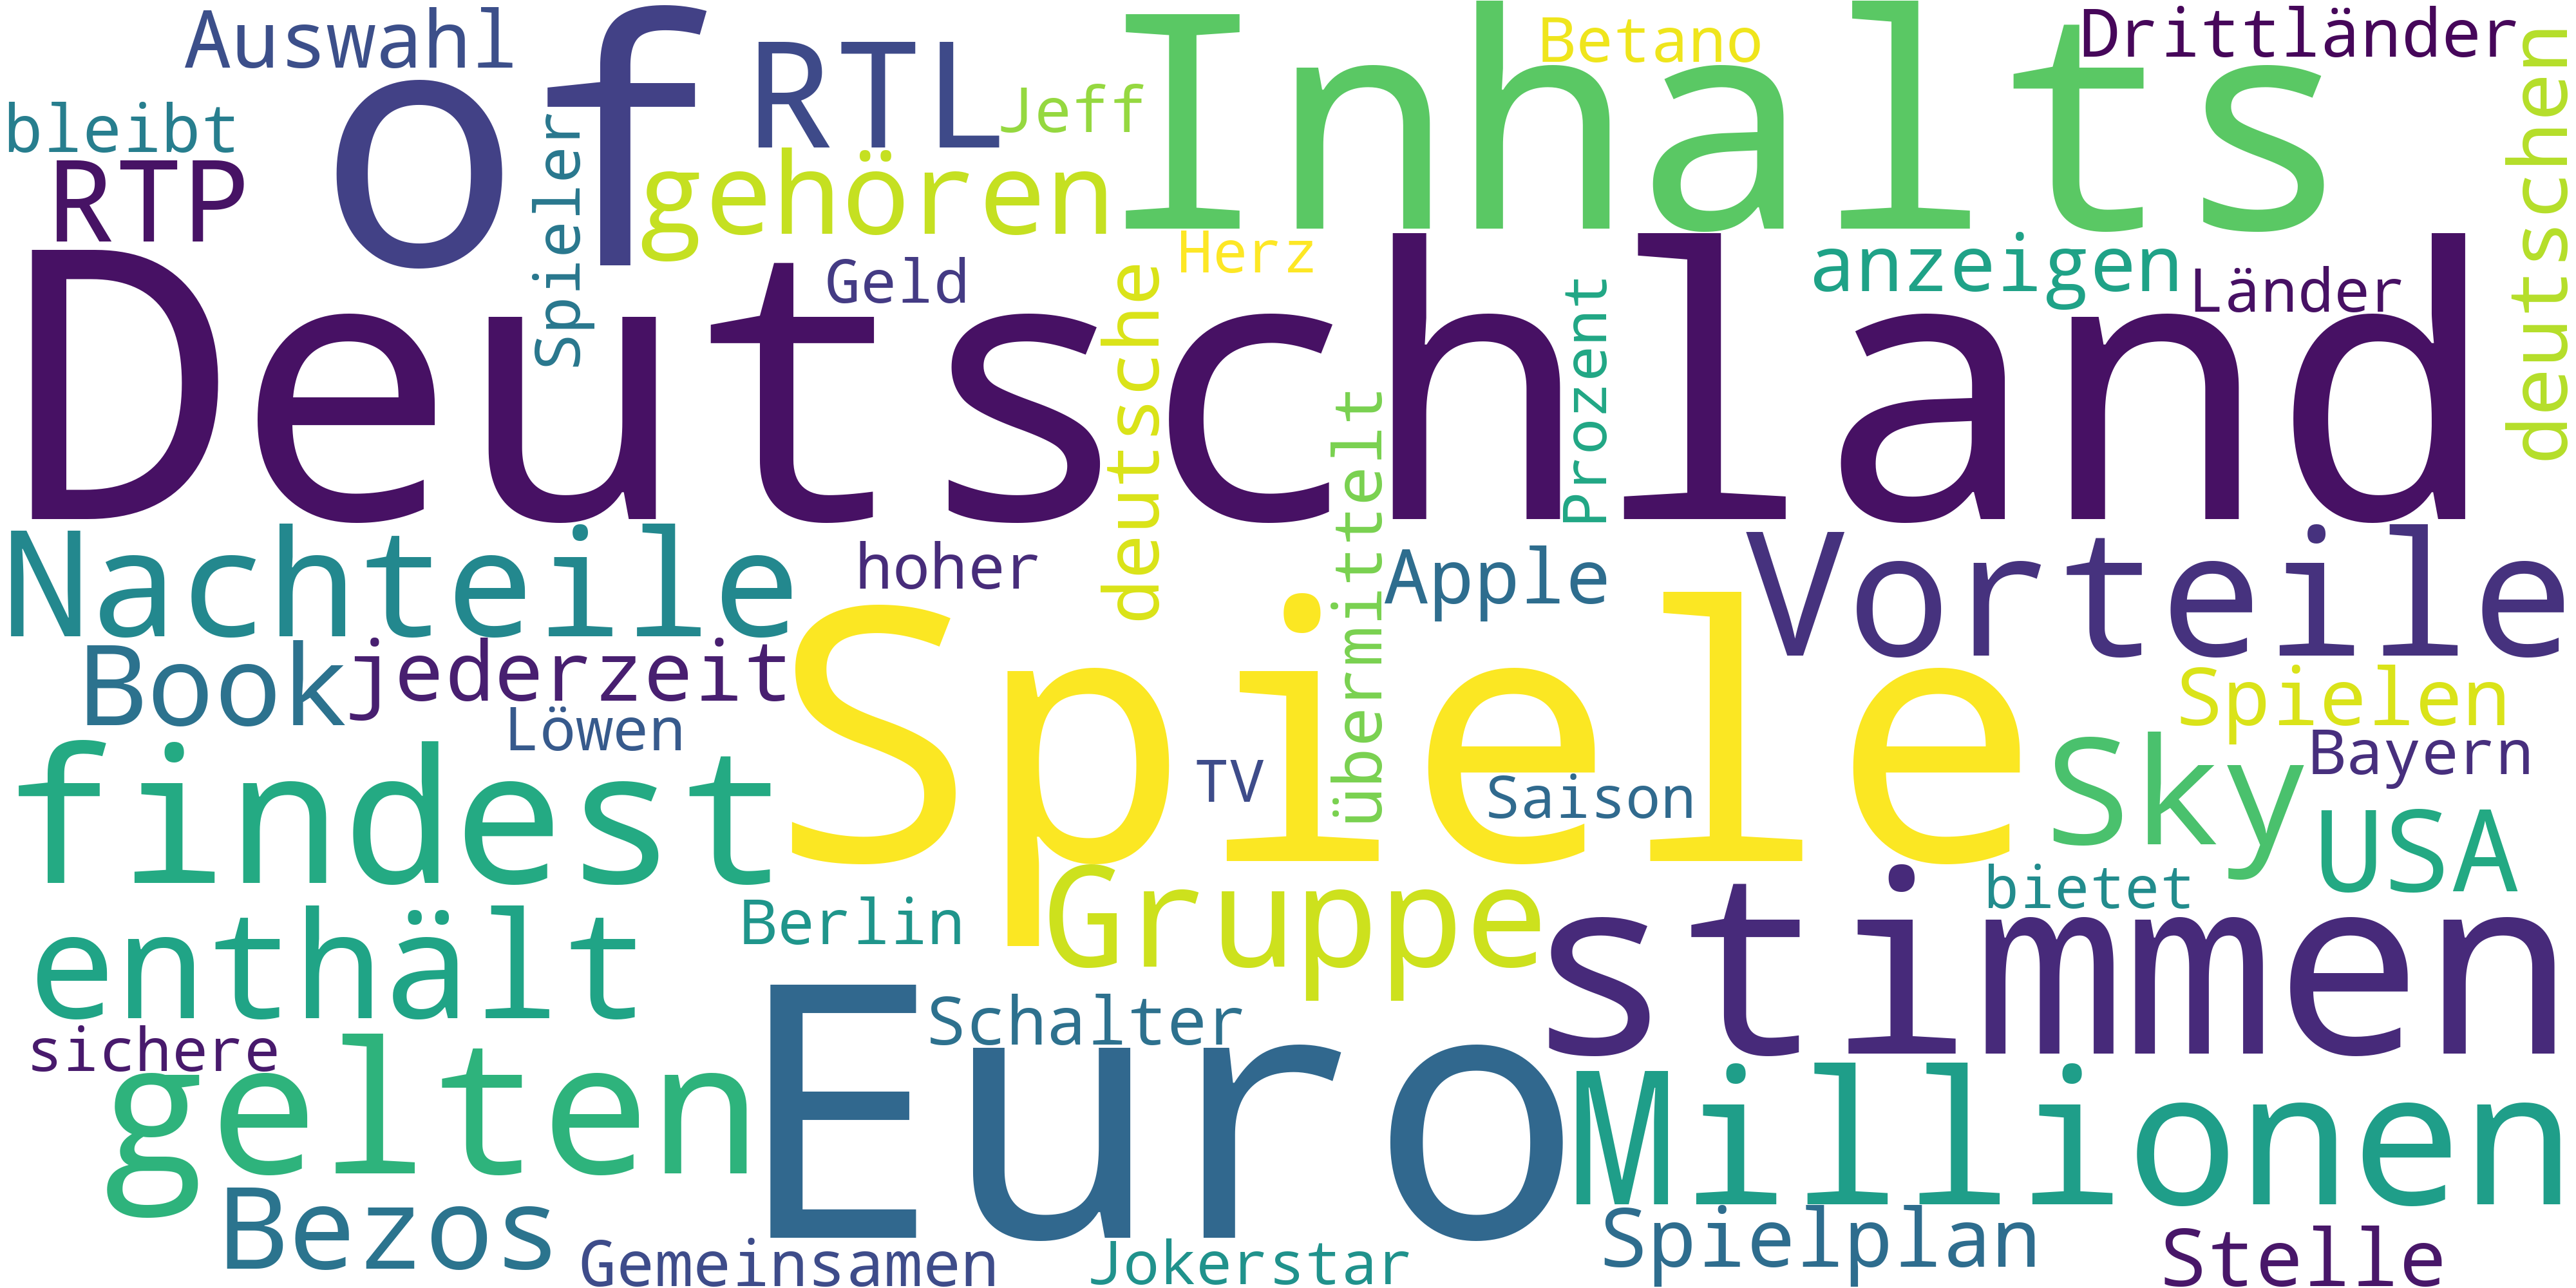 Auswahl
of
RTL
Inhalts
Betano
Drittländer
bleibt
Jeff
RTP
Spieler
gehören
deutschen
Herz
Geld
anzeigen
Länder
Deutschland
deutsche
Prozent
übermittelt
Nachteile
hoher
Apple
Vorteile
Book
jederzeit
Spiele
Spielen
Löwen
findest
TV
Saison
Sky
Bayern
USA
enthält
Berlin
Gruppe
bietet
stimmen
sichere
Schalter
gelten
Euro
Millionen
Bezos
Gemeinsamen
Jokerstar
Spielplan
Stelle